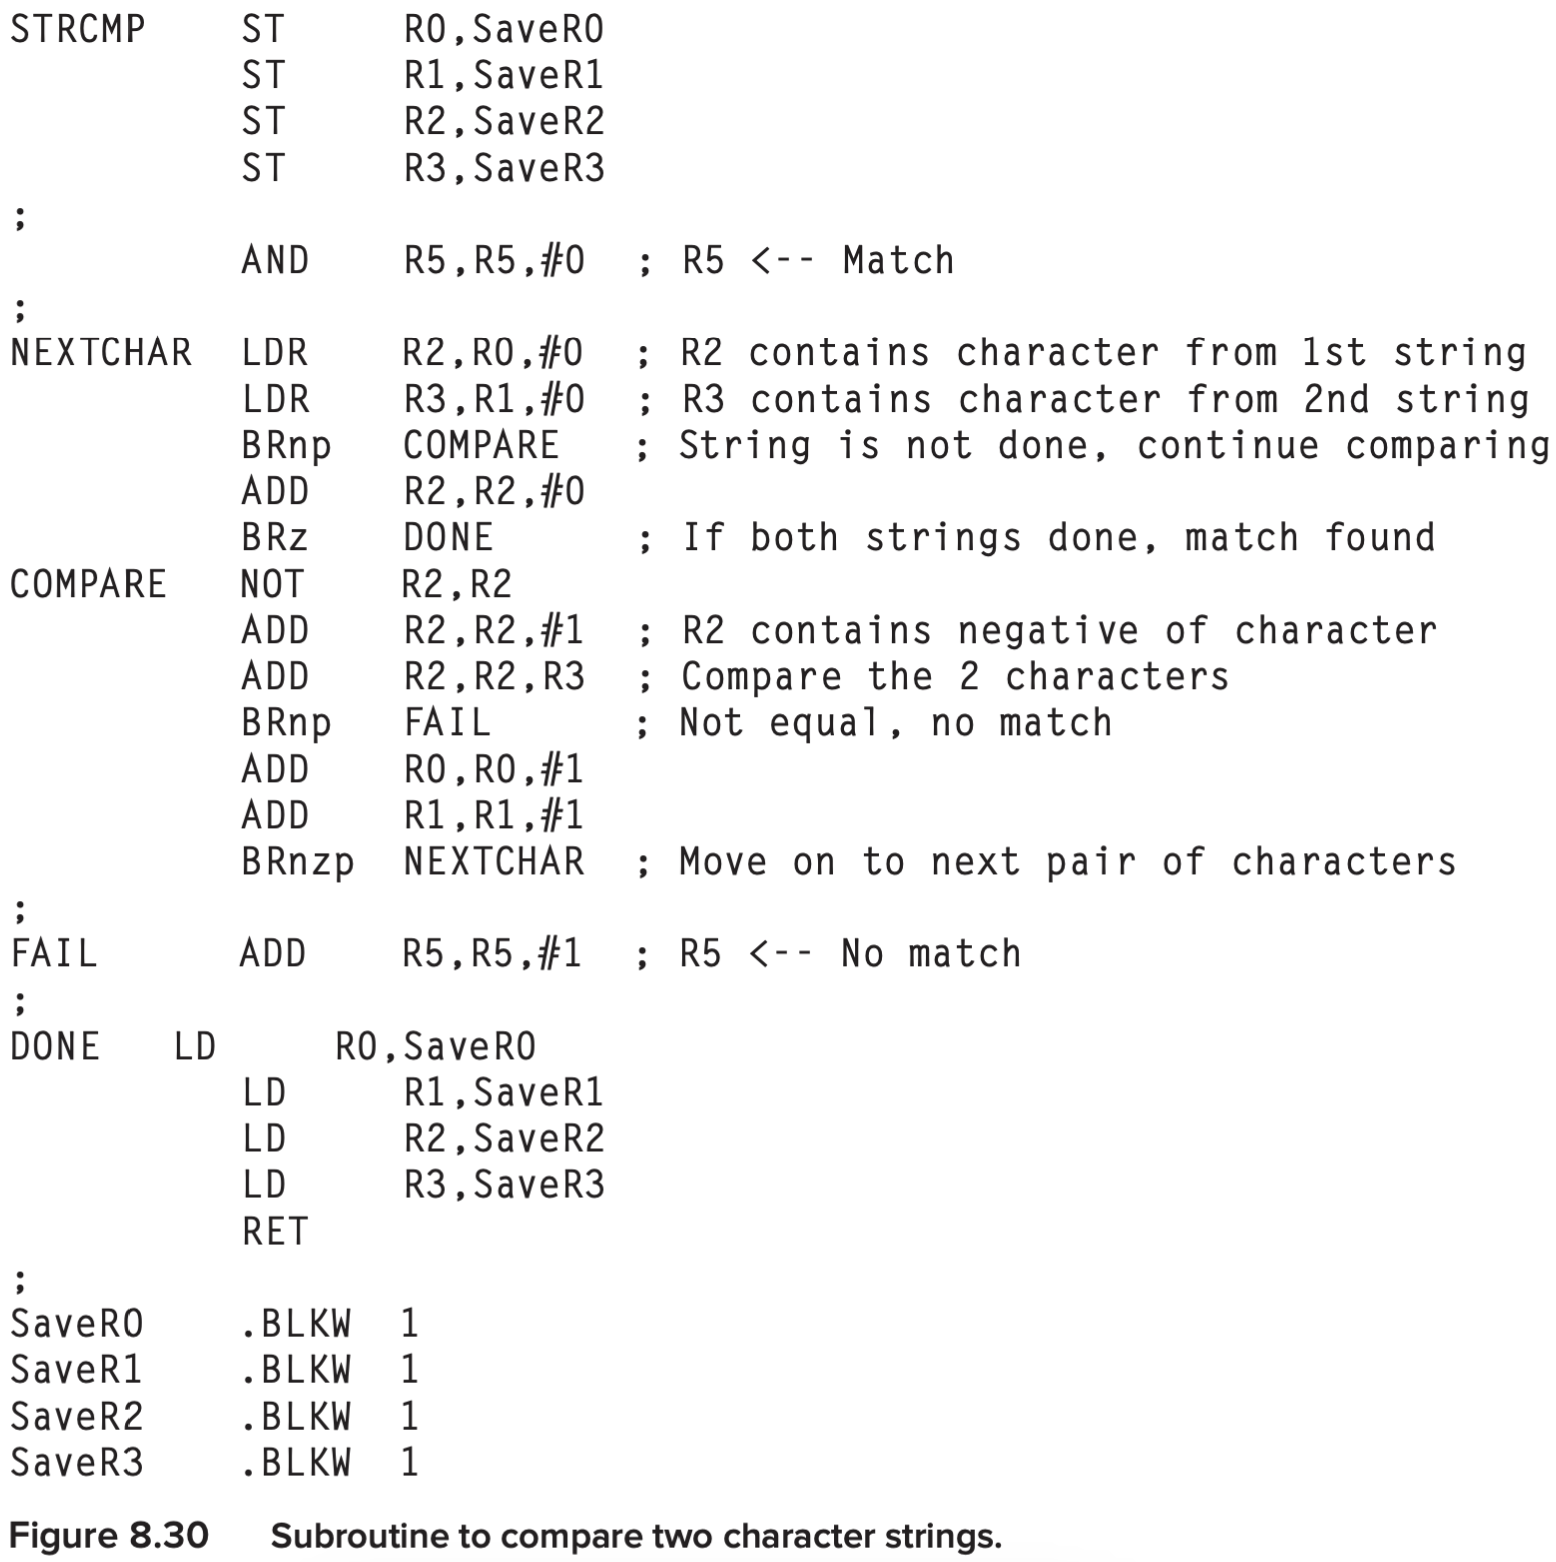 STRCMP ST R0,SaveR0
ST R1,SaveR1
ST R2,SaveR2
ST R3,SaveR3
;
AND R5,R5,#0 ; R5 <-- Match
;
NEXTCHAR LDR R2,R0,#0 ; R2 contains character from 1st string
LDR R3,R1,#0 ; R3 contains character from 2nd string
BRnp COMPARE ; String is not done, continue comparing
ADD R2,R2,#0
BRz DONE ; If both strings done, match found
COMPARE NOT R2,R2
ADD R2,R2,#1 ; R2 contains negative of character
ADD R2,R2,R3 ; Compare the 2 characters
BRnp FAIL ; Not equal, no match
ADD R0,R0,#1
ADD R1,R1,#1
BRnzp NEXTCHAR ; Move on to next pair of characters
;
FAIL ADD R5,R5,#1 ; R5 <-- No match
;
DONE LD R0,SaveR0
LD R1,SaveR1
LD R2,SaveR2
LD R3,SaveR3
RET
;
SaveR0 .BLKW 1
SaveR1 .BLKW 1
SaveR2 .BLKW 1
SaveR3 .BLKW 1
Figure 8.30 Subroutine to compare two character strings.